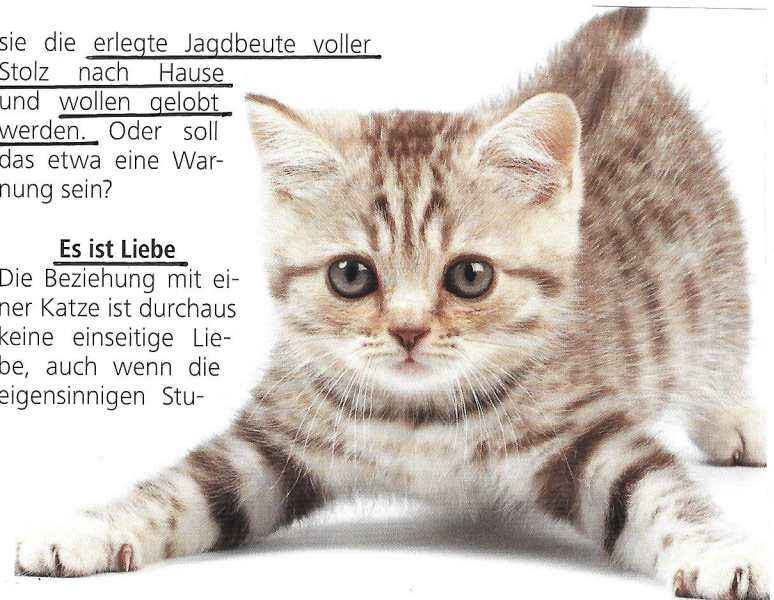 sie die erlegte Jagdbeute voller
Stolz nach Hause
und wollen gelobt
werden. Oder soll
das etwa eine War-
nung sein?
Es ist Liebe
Die Beziehung mit ei-
ner Katze ist durchaus
keine einseitige Lie-
be, auch wenn die
eigensinnigen Stu-